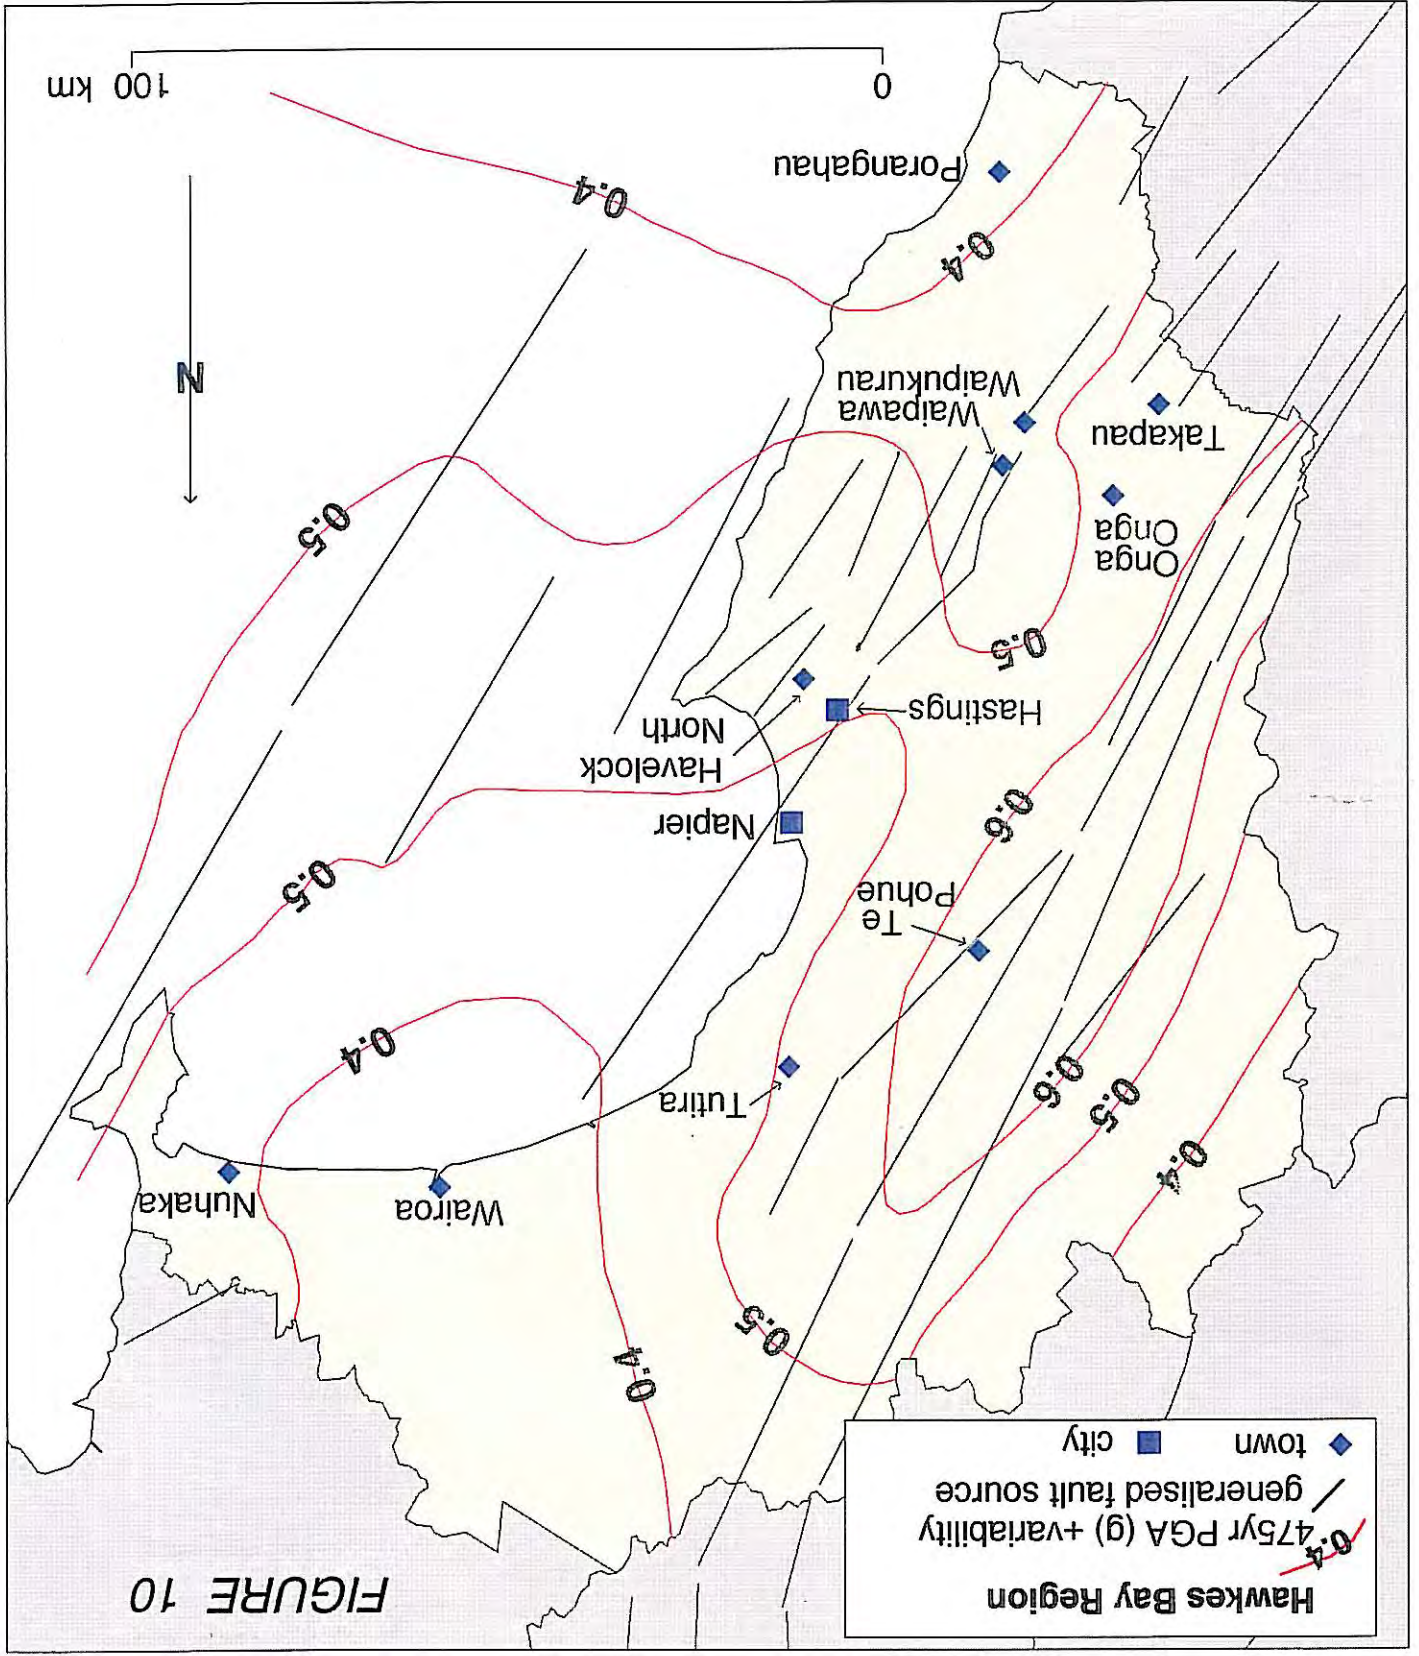 FIGURE 10
Hawkes Bay Region
0.4
475yr PGA (g) +variability
generalised fault source
town
city
0.4
0.5
Wairoa
Nuhaka
0.4
0.5
Tutira
0.6
0.4
Te
Pohue
0.5
Napier
0.6
Havelock
North
Hastings
0.5
Onga
Onga
0.5
Takapau
Waipawa
Waipukurau
N
0.4
0.4
Porangahau
0
100 km